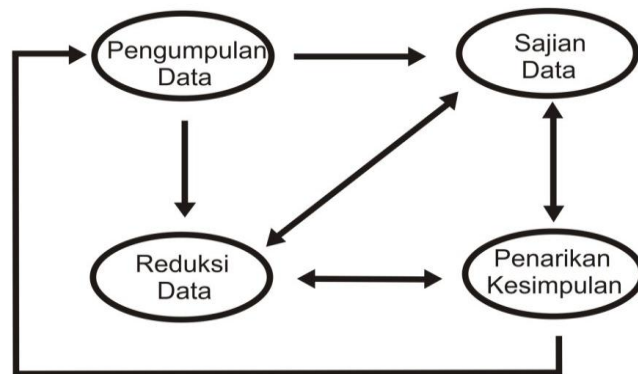 Pengumpulan
Data
Sajian
Data
Reduksi
Data
Penarikan
Kesimpulan